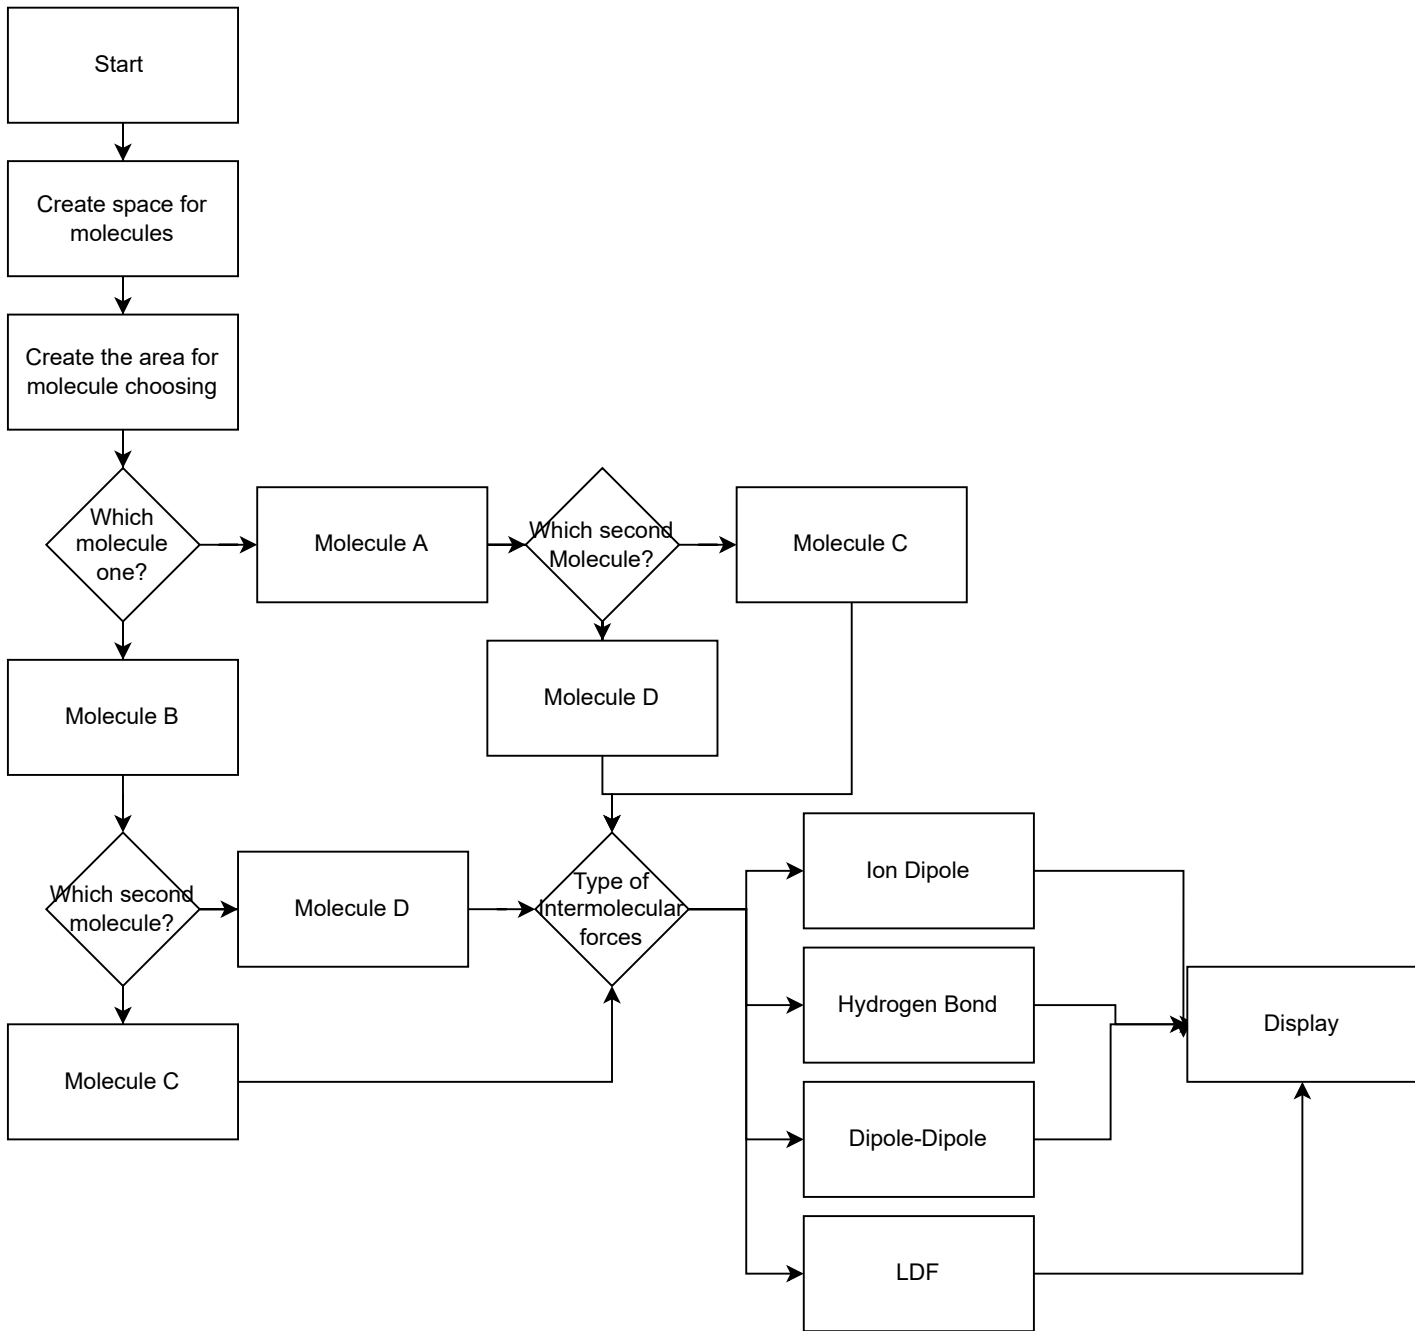 Start
Create space for
molecules
Create the area for
molecule choosing
Which
molecule
one?
Molecule A
Which second
Molecule?
Molecule C
Molecule B
Molecule D
Which second
molecule?
Molecule D
Type of
Intermolecular
forces
Ion Dipole
Hydrogen Bond
Display
Molecule C
Dipole-Dipole
LDF